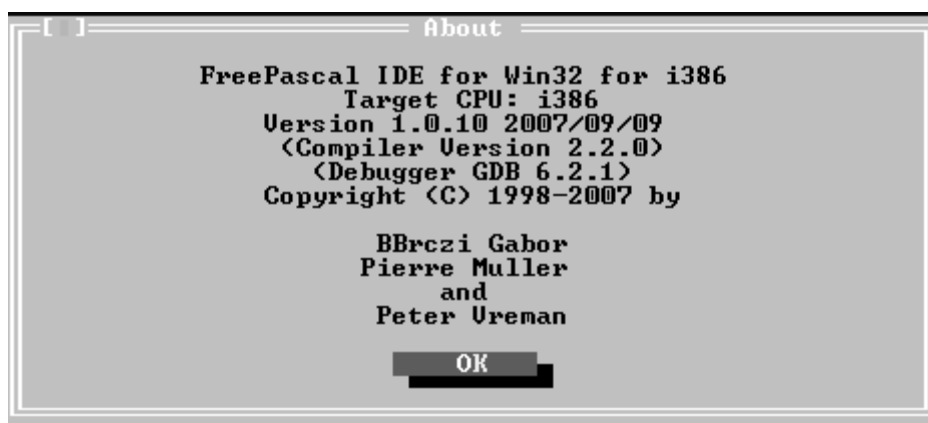 [ ] About
FreePascal IDE for Win32 for i386
Target CPU: i386
Version 1.0.10 2007/09/09
(Compiler Version 2.2.0)
(Debugger GDB 6.2.1)
Copyright (C) 1998-2007 by
BBrczi Gabor
Pierre Muller
and
Peter Vreman
OK